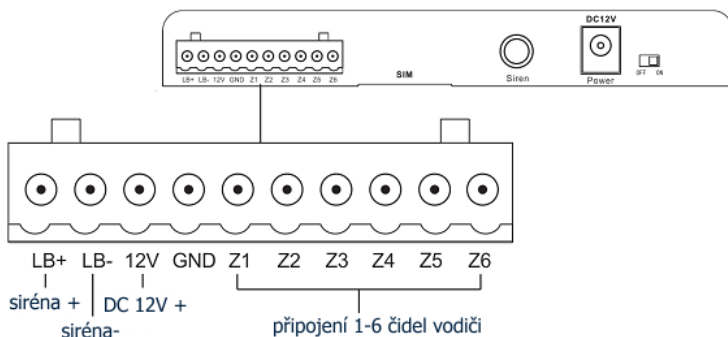 DC12V
LB+ LB- 12V GND Z1 Z2 Z3 Z4 Z5 Z6
SIM
Siren
Power
OFF ON
LB+ LB- 12V GND Z1 Z2 Z3 Z4 Z5 Z6
siréna + DC 12V +
siréna-
připojení 1-6 čidel vodiči